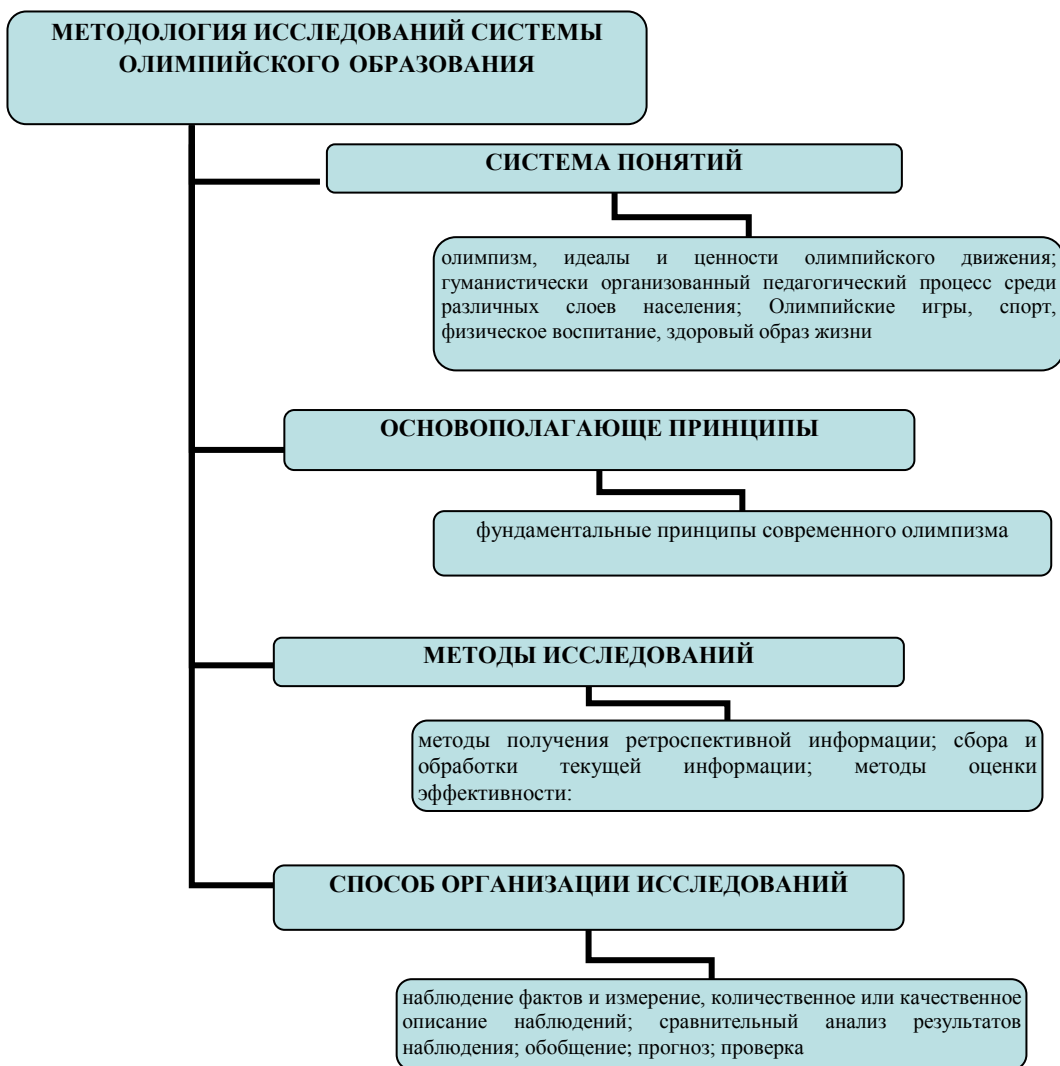 МЕТОДОЛОГИЯ ИССЛЕДОВАНИЙ СИСТЕМЫ
ОЛИМПИЙСКОГО ОБРАЗОВАНИЯ
СИСТЕМА ПОНЯТИЙ
олимпизм, идеалы и ценности олимпийского движения;
гуманистически организованный педагогический процесс среди
различных слоев населения; Олимпийские игры, спорт,
физическое воспитание, здоровый образ жизни
ОСНОВОПОЛАГАЮЩЕ ПРИНЦИПЫ
фундаментальные принципы современного олимпизма
МЕТОДЫ ИССЛЕДОВАНИЙ
методы получения ретроспективной информации; сбора и
обработки текущей информации; методы оценки
эффективности:
СПОСОБ ОРГАНИЗАЦИИ ИССЛЕДОВАНИЙ
наблюдение фактов и измерение, количественное или качественное
описание наблюдений; сравнительный анализ результатов
наблюдения; обобщение; прогноз; проверка